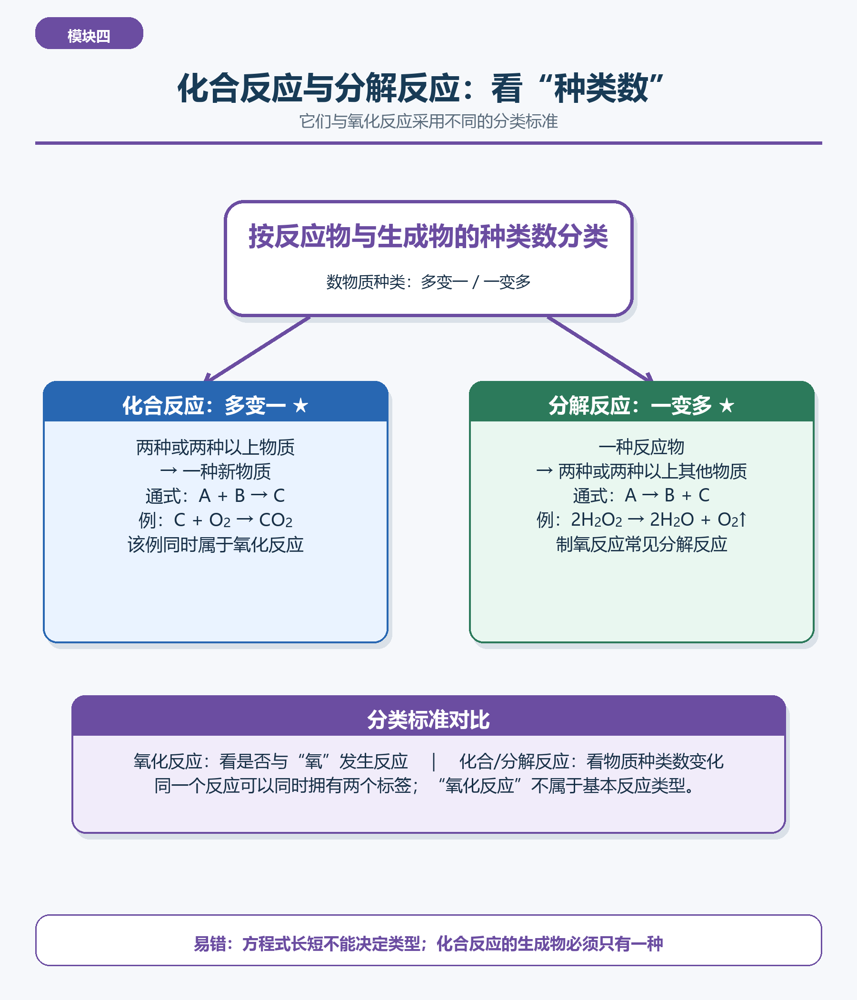 模块四
化合反应与分解反应：看“种类数”
它们与氧化反应采用不同的分类标准
按反应物与生成物的种类数分类
数物质种类：多变一 / 一变多
化合反应：多变一 ★
两种或两种以上物质
→ 一种新物质
通式：A + B → C
例：C + O₂ → CO₂
该例同时属于氧化反应
分解反应：一变多 ★
一种反应物
→ 两种或两种以上其他物质
通式：A → B + C
例：2H₂O₂ → 2H₂O + O₂↑
制氧反应常见分解反应
分类标准对比
氧化反应：看是否与“氧”发生反应 | 化合/分解反应：看物质种类数变化
同一个反应可以同时拥有两个标签；“氧化反应”不属于基本反应类型。
易错：方程式长短不能决定类型；化合反应的生成物必须只有一种